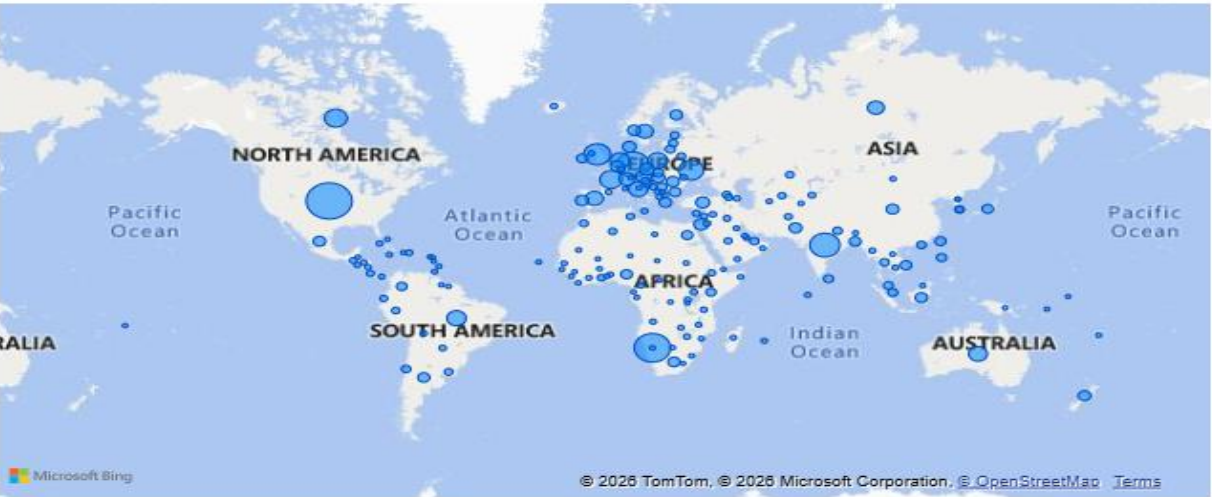 NORTH AMERICA
EUROPE
ASIA
Pacific
Ocean
Atlantic
Ocean
Pacific
Ocean
AFRICA
SOUTH AMERICA
RALIA
Indian
Ocean
AUSTRALIA
Microsoft Bing
© 2026 TomTom, © 2026 Microsoft Corporation, © OpenStreetMap Terms